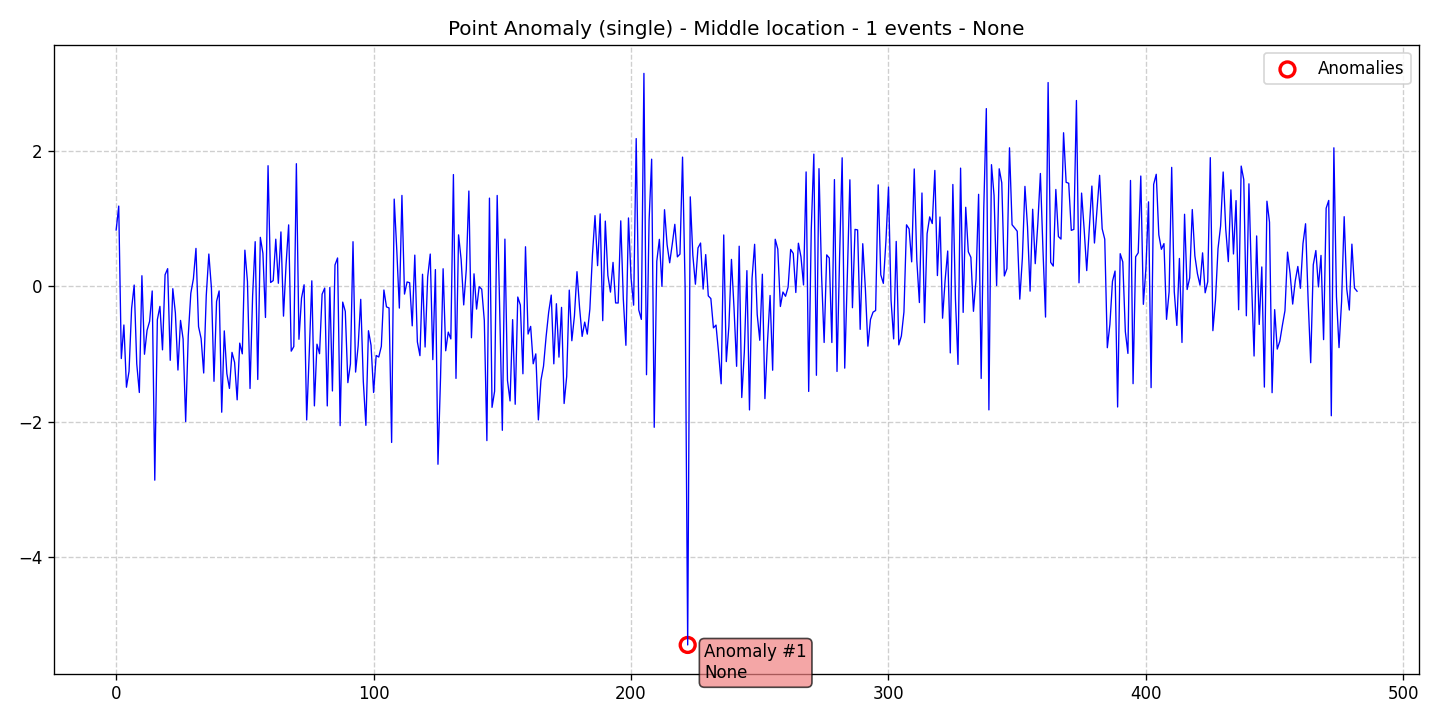 Point Anomaly (single) - Middle location - 1 events - None
Anomalies
2
0
−2
−4
Anomaly #1
None
0
100
200
300
400
500